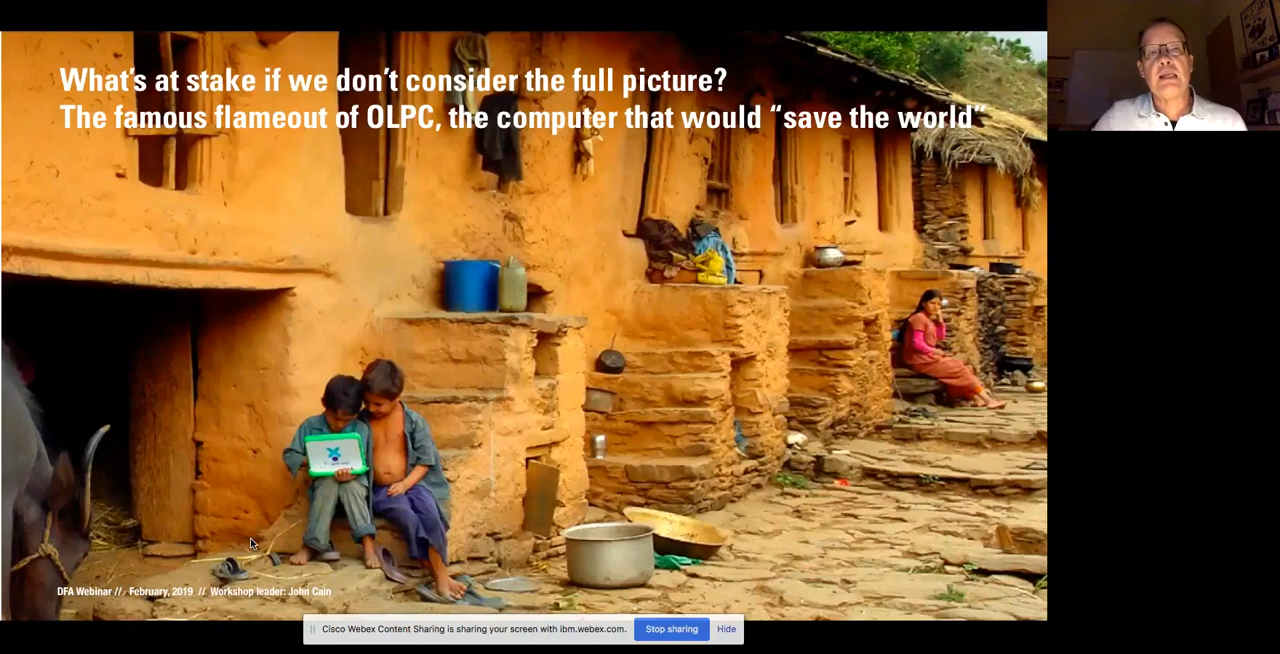 What's at stake if we don't consider the full picture?
The famous flameout of OLPC, the computer that would “save the world”
DFA Webinar // February, 2019 // Workshop leader: John Cain
Cisco Webex Content Sharing is sharing your screen with ibm.webex.com. Stop sharing Hide